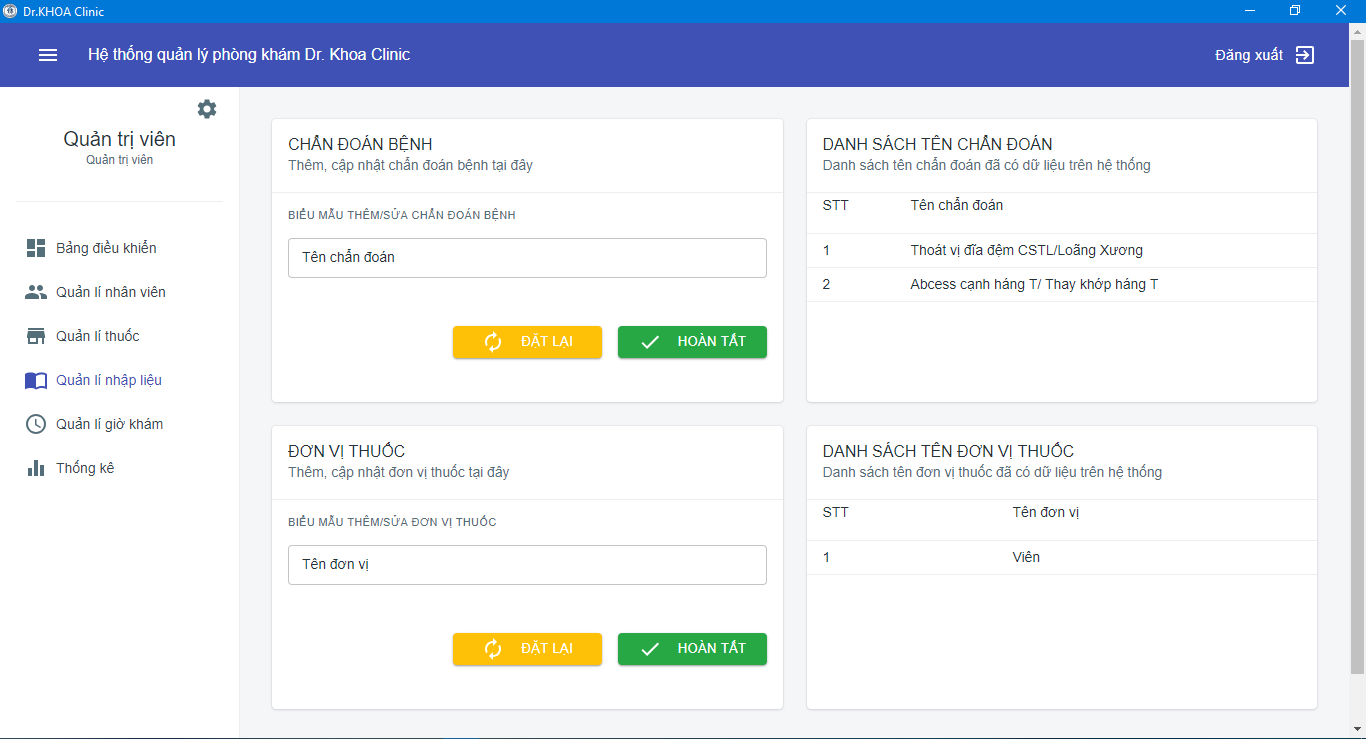 Dr.KHOA Clinic
Hệ thống quản lý phòng khám Dr. Khoa Clinic
Đăng xuất
Quản trị viên
Quản trị viên
Bảng điều khiển
Quản lí nhân viên
Quản lí thuốc
Quản lí nhập liệu
Quản lí giờ khám
Thống kê
CHẨN ĐOÁN BỆNH
Thêm, cập nhật chẩn đoán bệnh tại đây
BIỂU MẪU THÊM/SỬA CHẨN ĐOÁN BỆNH
Tên chẩn đoán
ĐẶT LẠI
HOÀN TẤT
DANH SÁCH TÊN CHẨN ĐOÁN
Danh sách tên chẩn đoán đã có dữ liệu trên hệ thống
STT Tên chẩn đoán
1 Thoát vị đĩa đệm CSTL/Loãng Xương
2 Abcess cạnh háng T/ Thay khớp háng T
ĐƠN VỊ THUỐC
Thêm, cập nhật đơn vị thuốc tại đây
BIỂU MẪU THÊM/SỬA ĐƠN VỊ THUỐC
Tên đơn vị
ĐẶT LẠI
HOÀN TẤT
DANH SÁCH TÊN ĐƠN VỊ THUỐC
Danh sách tên đơn vị thuốc đã có dữ liệu trên hệ thống
STT Tên đơn vị
1 Viên